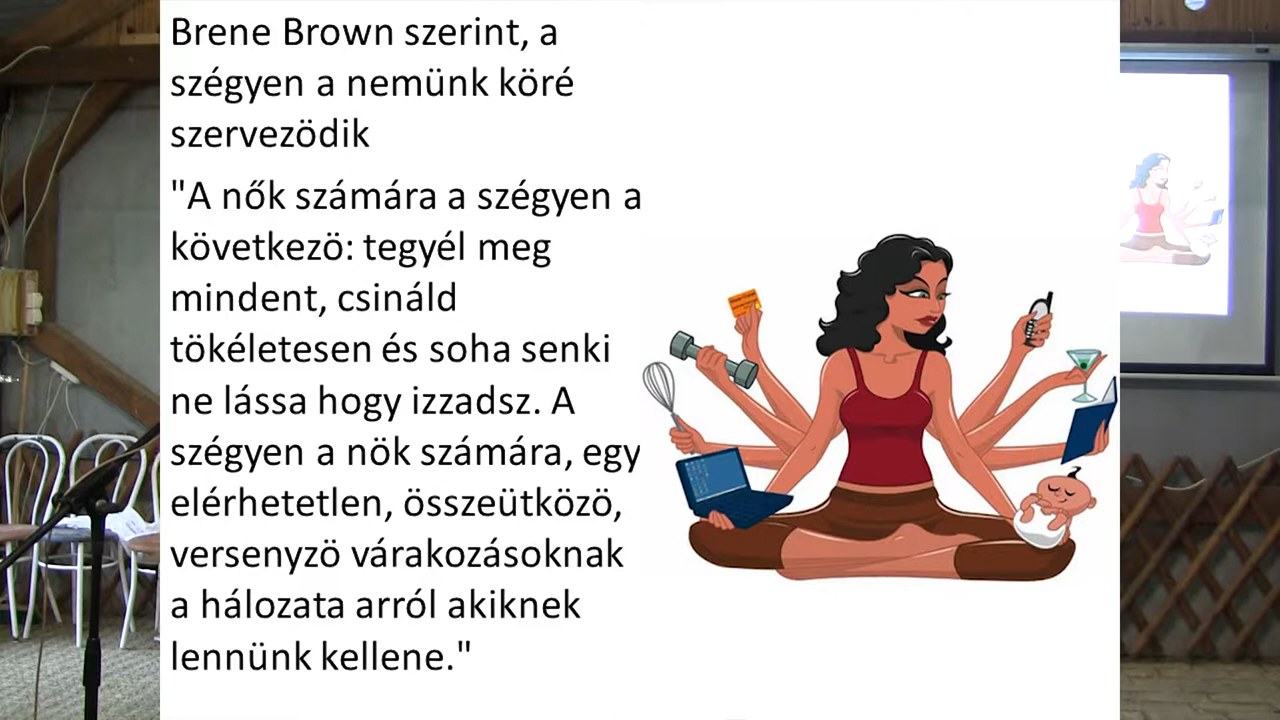 Brene Brown szerint, a
szégyen a nemünk köré
szervezödik
"A nők számára a szégyen a
következö: tegyél meg
mindent, csináld
tökéletesen és soha senki
ne lássa hogy izzadsz. A
szégyen a nök számára, egy
elérhetetlen, összeütközö,
versenyzö várakozásoknak
a hálozata arról akiknek
lennünk kellene."